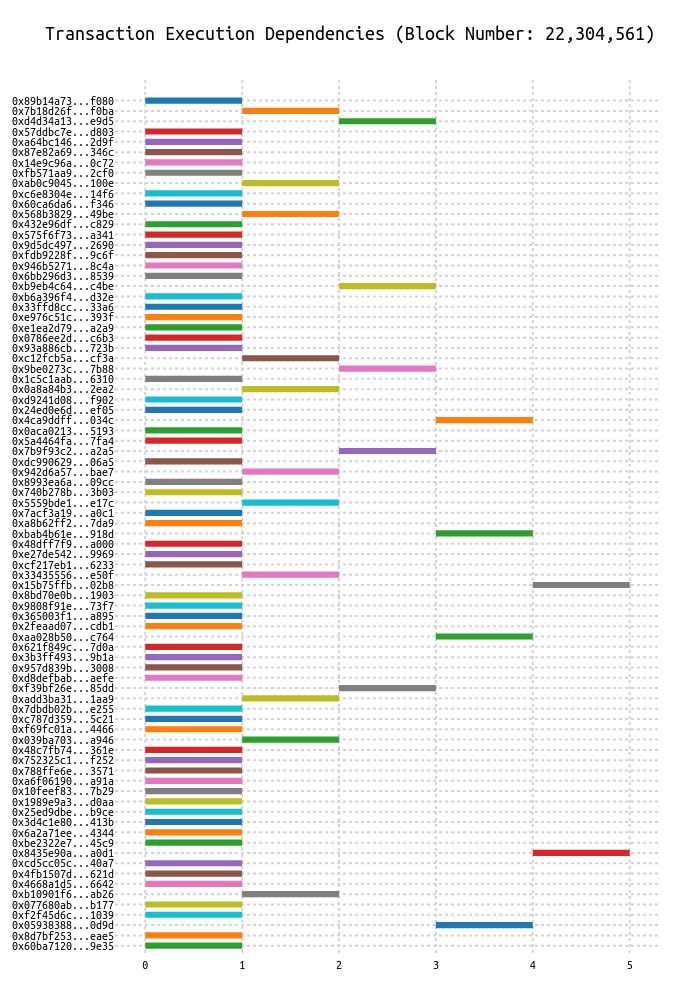 Transaction Execution Dependencies (Block Number: 22,304,561)
0x89b14a73...f080
0x7b18d26f...f0ba
0xd4d34a13...e9d5
0x57ddbc7e...d803
0xa64bc146...2d9f
0x87e82a69...346c
0x14e9c96a...0c72
0xfb571aa9...2cf0
0xab0c9045...100e
0xc6e8304e...14f6
0x60ca6da6...f346
0x568b3829...49be
0x432e96df...c829
0x575f6f73...a341
0x9d5dc497...2690
0xfdb9228f...9c6f
0x946b5271...8c4a
0x6bb296d3...8539
0xb9eb4c64...c4be
0xb6a396f4...d32e
0x33ffd8cc...33a6
0xe976c51c...393f
0xe1ea2d79...a2a9
0x0786ee2d...c6b3
0x93a886cb...723b
0xc12fcb5a...cf3a
0x9be0273c...7b88
0x1c5c1aab...6310
0x0a8a84b3...2ea2
0xd9241d08...f902
0x24ed0e6d...ef05
0x4ca9ddff...034c
0x0aca0213...5193
0x5a4464fa...7fa4
0x7b9f93c2...a2a5
0xdc990629...06a5
0x942d6a57...bae7
0x8993ea6a...09cc
0x740b278b...3b03
0x5559bde1...e17c
0x7acf3a19...a0c1
0xa8b62ff2...7da9
0xbab4b61e...918d
0x48dff7f9...a000
0xe27de542...9969
0xcf217eb1...6233
0x33435556...e50f
0x15b75ffb...02b8
0x8bd70e0b...1903
0x9808f91e...73f7
0x365003f1...a895
0x2feaad07...cdb1
0xaa028b50...c764
0x621f849c...7d0a
0x3b3ff493...9b1a
0x957d839b...3008
0xd8defbab...aefe
0xf39bf26e...85dd
0xadd3ba31...1aa9
0x7dbdb02b...e255
0xc787d359...5c21
0xf69fc01a...4466
0x039ba703...a946
0x48c7fb74...361e
0x752325c1...f252
0x788ffe6e...3571
0xa6f06190...a91a
0x10feef83...7b29
0x1989e9a3...d0aa
0x25ed9dbe...b9ce
0x3d4c1e80...413b
0x6a2a71ee...4344
0xbe2322e7...45c9
0x8435e90a...a0d1
0xcd5cc05c...40a7
0x4fb1507d...621d
0x4668a1d5...6642
0xb10901f6...ab26
0x077680ab...b177
0xf2f45d6c...1039
0x05938388...0d9d
0x8d7bf253...eae5
0x60ba7120...9e35
0 1 2 3 4 5